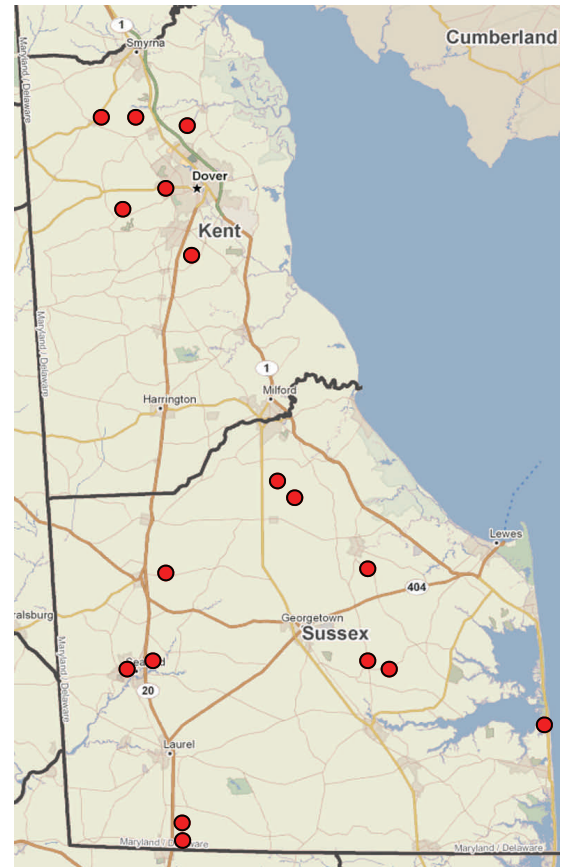 1
Smyrna
Cumberland
Maryland / Delaware
Dover
Kent
Maryland / Delaware
1
Milford
Harrington
Lewes
404
ralsburg
Georgetown
Sussex
Maryland / Delaware
20
Laurel
Maryland / Delaware